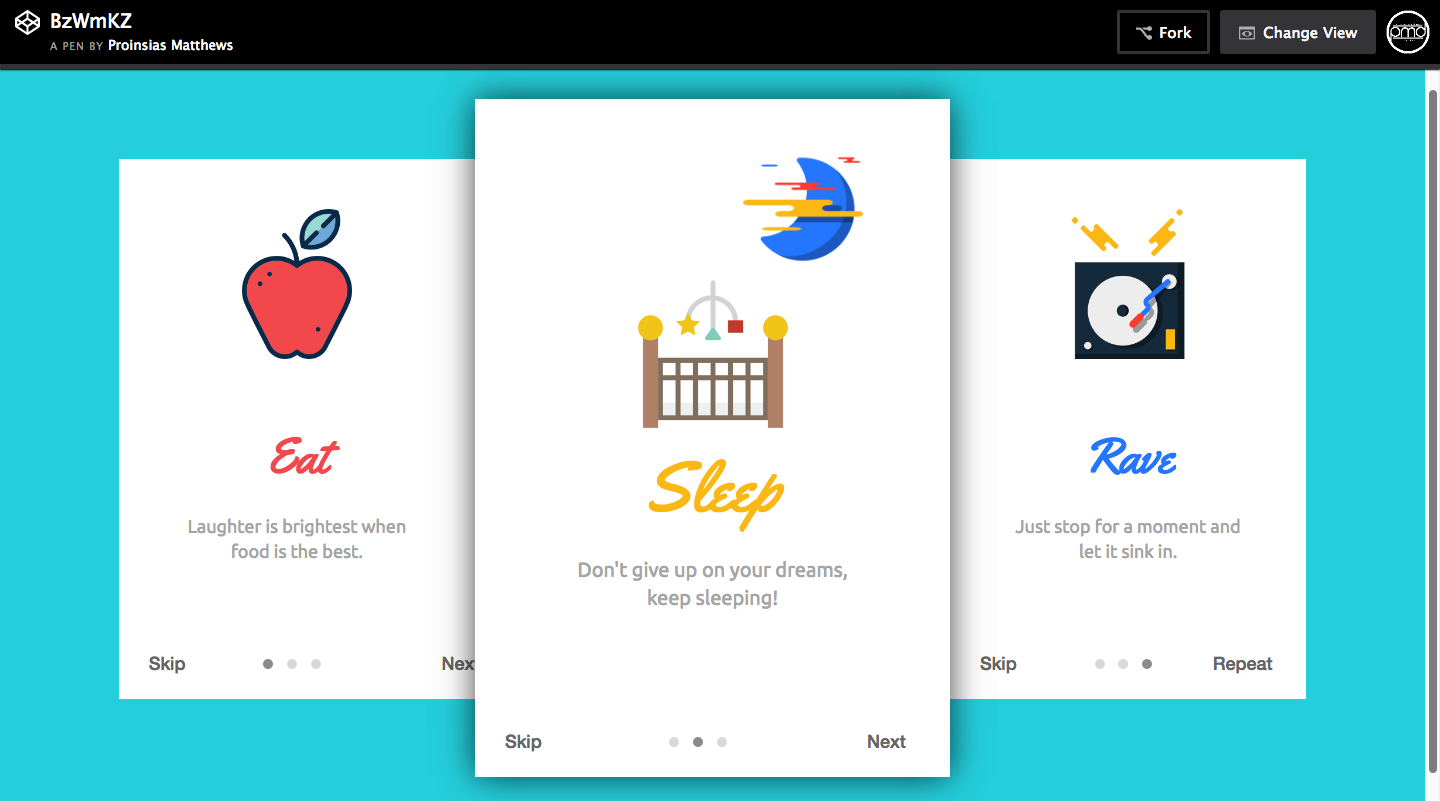 BzWmKZ
A PEN BY Proinsias Matthews
Fork
Change View
pmd
Eat
Laughter is brightest when
food is the best.
Skip
Nex
Sleep
Don't give up on your dreams,
keep sleeping!
Skip
Next
Rave
Just stop for a moment and
let it sink in.
Skip
Repeat